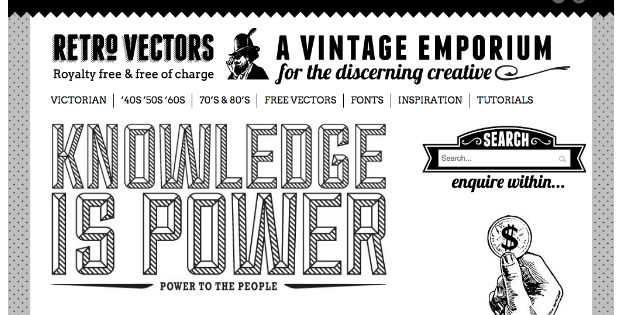 RETRO VECTORS
Royalty free & free of charge
A VINTAGE EMPORIUM
for the discerning creative
VICTORIAN
'40S '50S '60S
70'S & 80'S
FREE VECTORS
FONTS
INSPIRATION
TUTORIALS
KNOWLEDGE
IS POWER
POWER TO THE PEOPLE
SEARCH
Search...
enquire within...
$